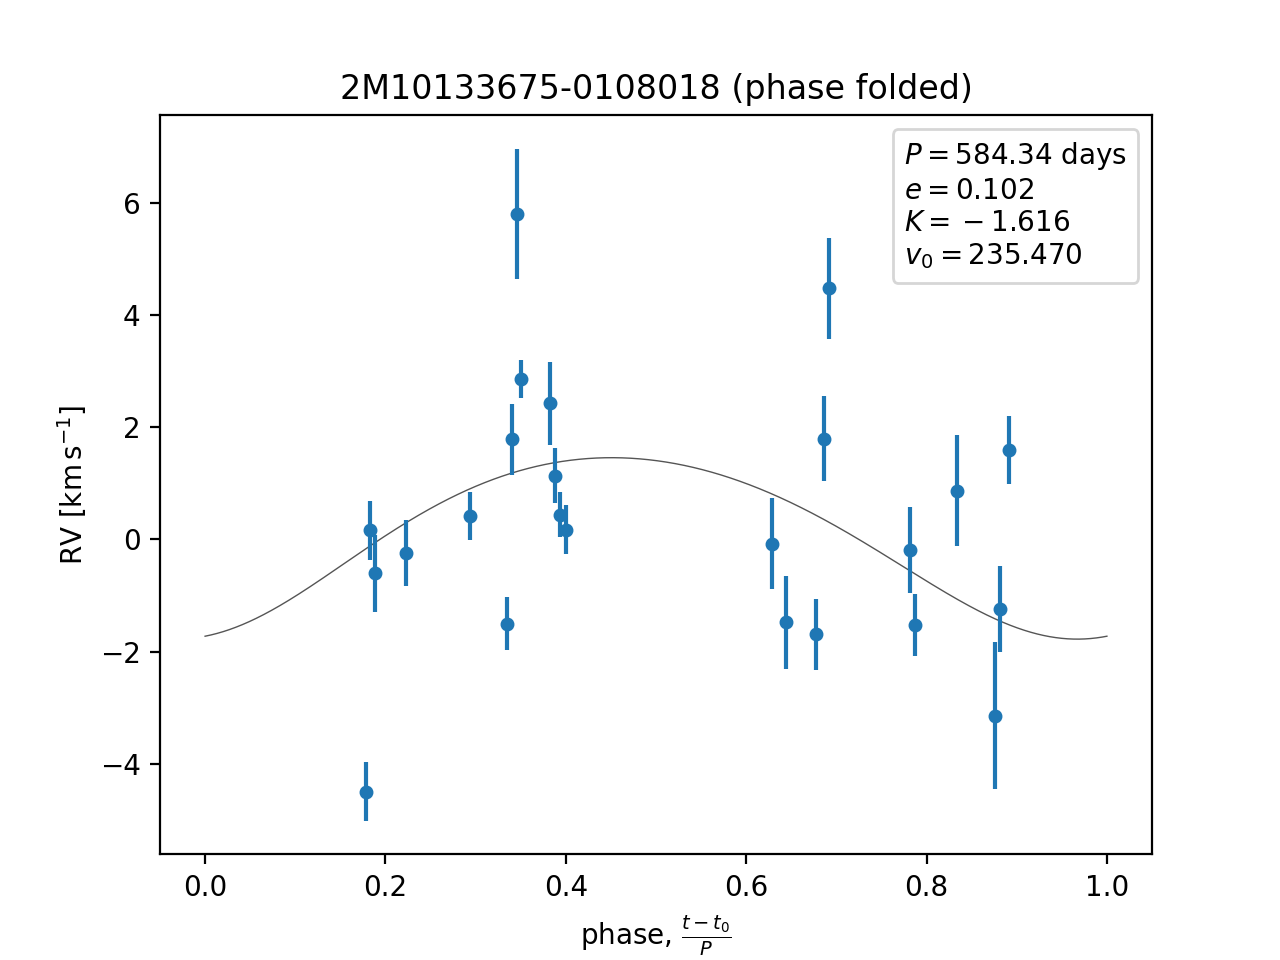 2M10133675-0108018 (phase folded)
P = 584.34 days
e = 0.102
K = −1.616
v₀ = 235.470
RV [km s⁻¹]
6
4
2
0
−2
−4
0.0 0.2 0.4 0.6 0.8 1.0
phase, (t − t₀)/P